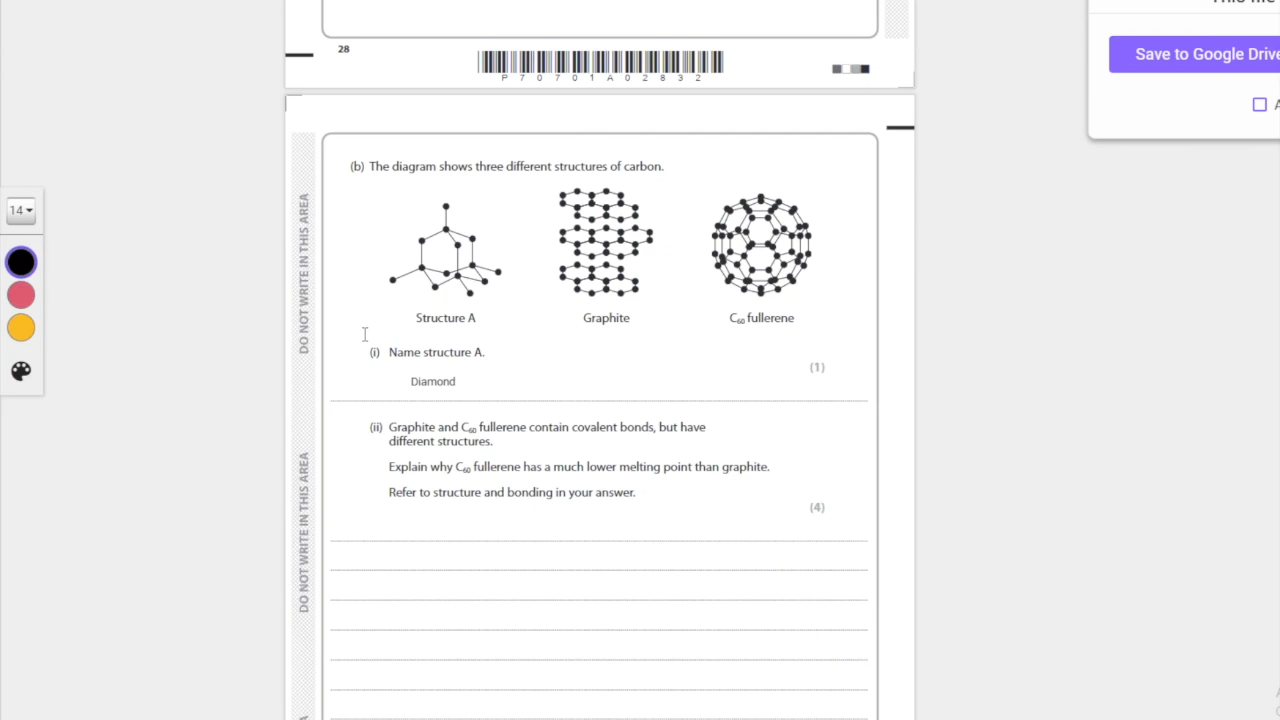 This file
Save to Google Drive
A
28
P 7 0 7 0 1 A 0 2 8 3 2
14
DO NOT WRITE IN THIS AREA
(b) The diagram shows three different structures of carbon.
Structure A
Graphite
C60 fullerene
(i) Name structure A.
(1)
Diamond
(ii) Graphite and C60 fullerene contain covalent bonds, but have
different structures.
Explain why C60 fullerene has a much lower melting point than graphite.
Refer to structure and bonding in your answer.
(4)
DO NOT WRITE IN THIS AREA
A